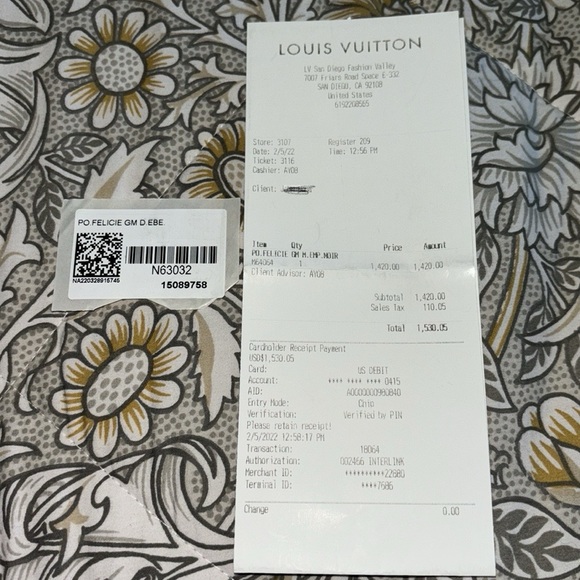 PO.FELICIE GM D.EBE.
N63032
NA220328915745
15089758
LOUIS VUITTON
LV San Diego Fashion Valley
7007 Friars Road Space E-332
SAN DIEGO, CA 92108
United States
6192208505
Store: 3107 Register 209
Date: 2/5/22 Time: 12:56 PM
Ticket: 3116
Cashier: AYOB
Client:
Item Qty Price Amount
PO.FELICIE GM M.EMP.NOIR
M64064 1 1,420.00 1,420.00
Client Advisor: AYOB
Subtotal 1,420.00
Sales Tax 110.05
Total 1,530.05
Cardholder Receipt Payment
USD$1,530.05
Card: US DEBIT
Account: **** **** **** 0415
AID: A0000000980840
Entry Mode: Chip
Verification: Verified by PIN
Please retain receipt!
2/5/2022 12:58:17 PM
Transaction: 18064
Authorization: 002466 INTERLINK
Merchant ID: **********22880
Terminal ID: ****7686
Change 0.00